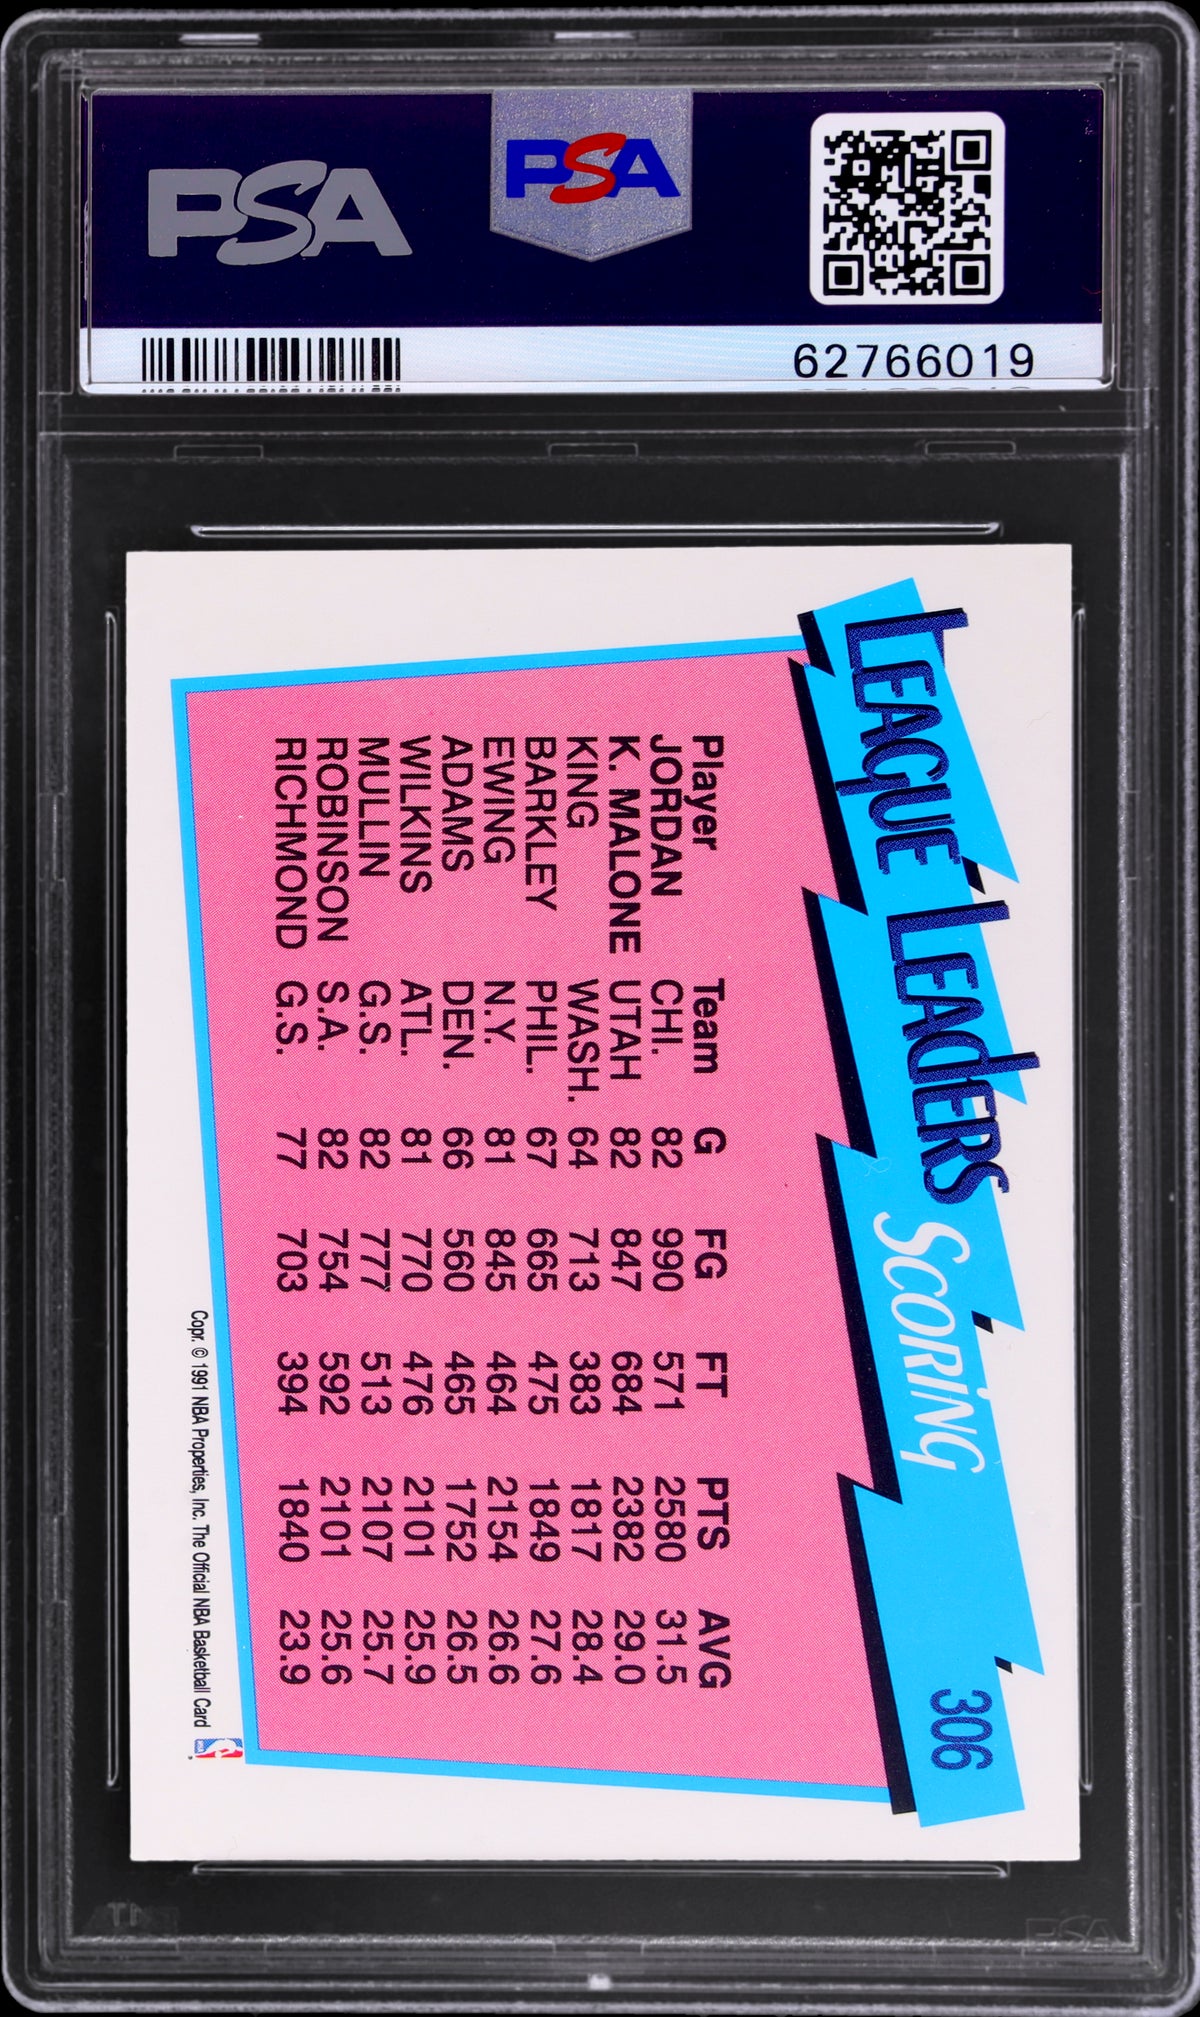 PSA
PSA
62766019
LEAGUE LEADERS SCORING 306
Player Team G FG FT PTS AVG
JORDAN CHI. 82 990 571 2580 31.5
K. MALONE UTAH 82 847 684 2382 29.0
KING WASH. 64 713 383 1817 28.4
BARKLEY PHIL. 67 665 475 1849 27.6
EWING N.Y. 81 845 464 2154 26.6
ADAMS DEN. 66 560 465 1752 26.5
WILKINS ATL. 81 770 476 2101 25.9
MULLIN G.S. 82 777 513 2107 25.7
ROBINSON S.A. 82 754 592 2101 25.6
RICHMOND G.S. 77 703 394 1840 23.9
Copr. © 1991 NBA Properties, Inc. The Official NBA Basketball Card
PSA